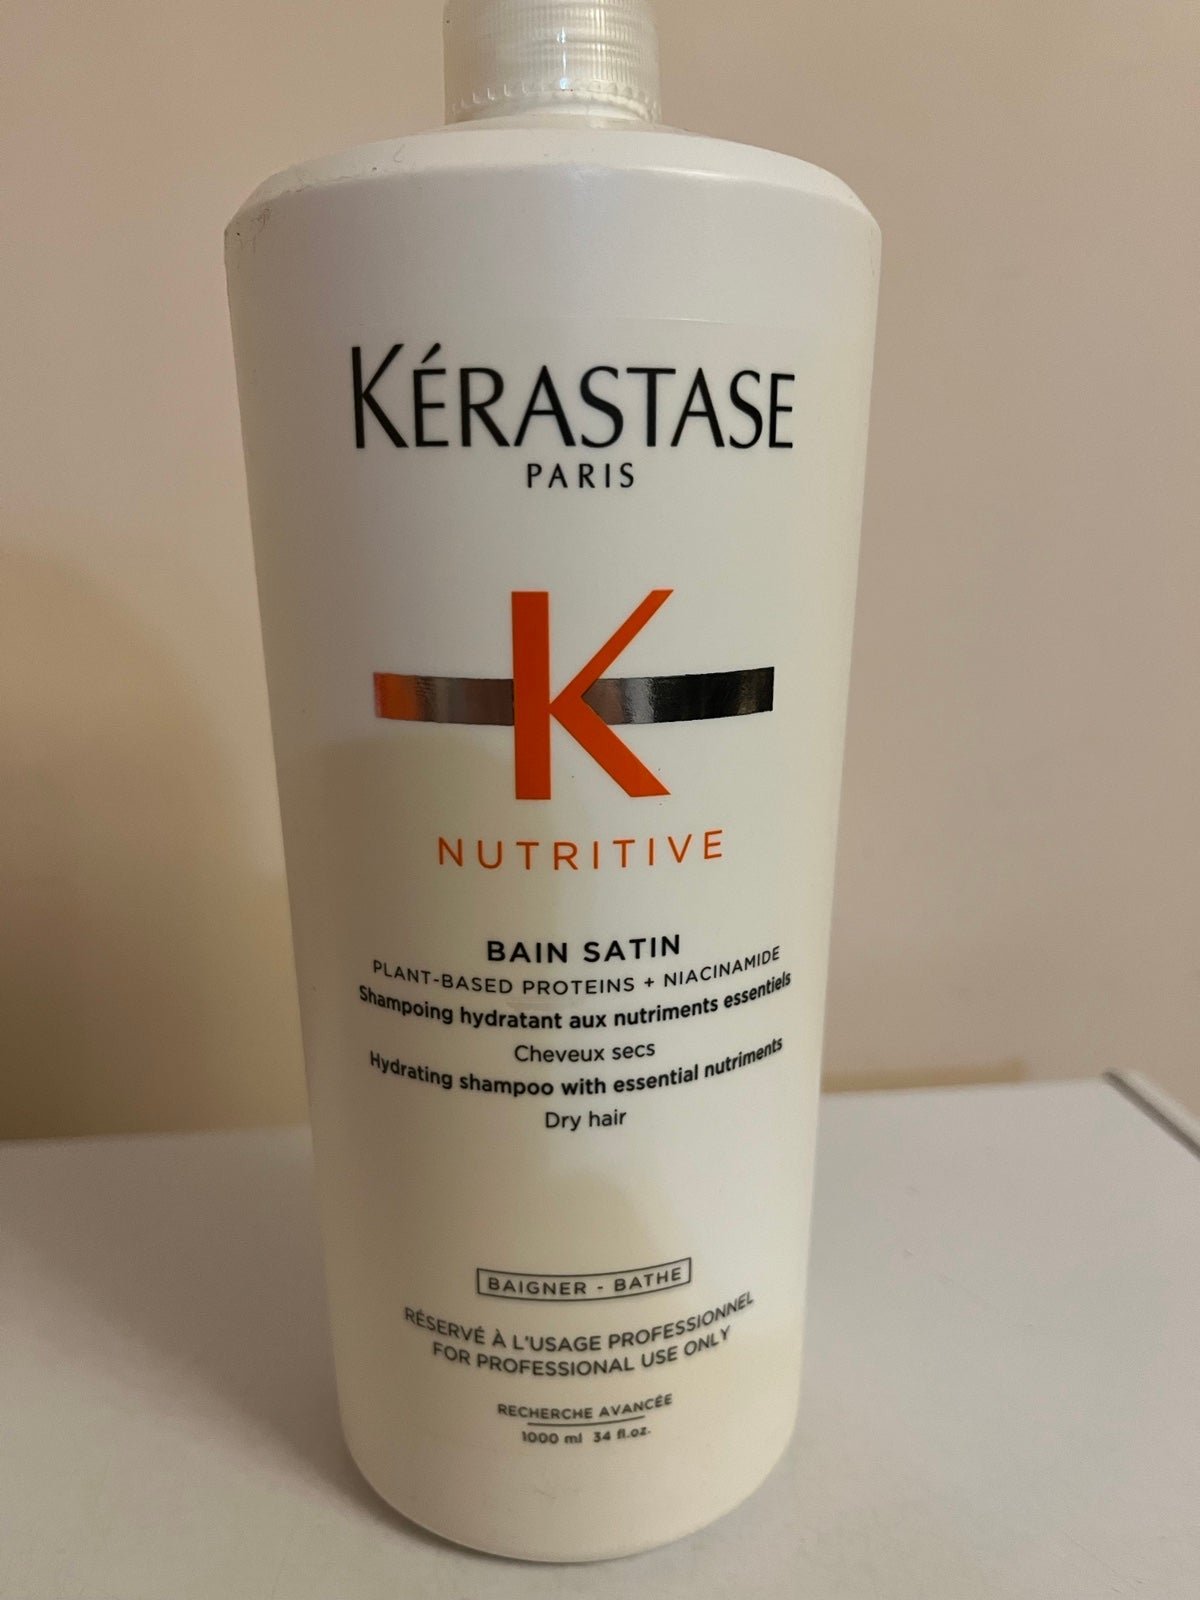 KÉRASTASE
PARIS
K
NUTRITIVE
BAIN SATIN
PLANT-BASED PROTEINS + NIACINAMIDE
Shampoing hydratant aux nutriments essentiels
Cheveux secs
Hydrating shampoo with essential nutriments
Dry hair
BAIGNER - BATHE
RÉSERVÉ À L'USAGE PROFESSIONNEL
FOR PROFESSIONAL USE ONLY
RECHERCHE AVANCÉE
1000 ml 34 fl.oz.